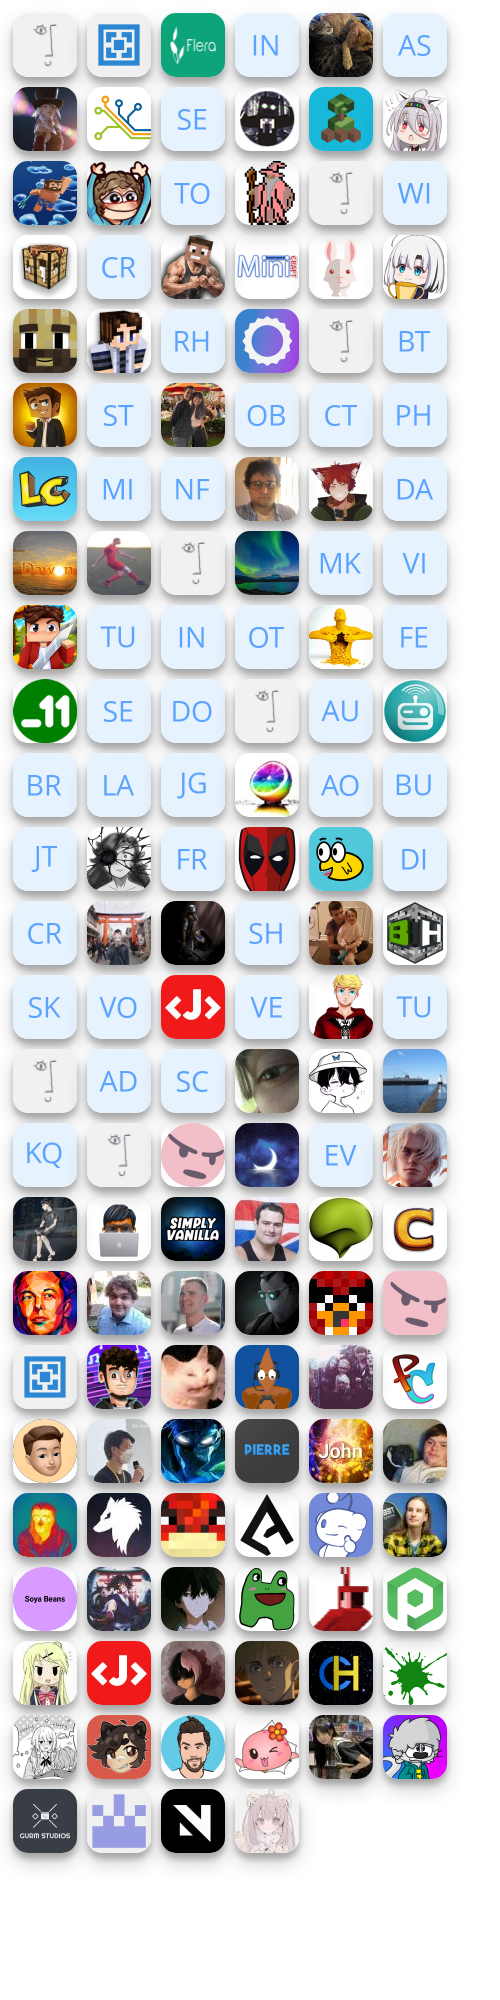 Flera
IN
AS
SE
TO
WI
CR
Mini
RH
BT
ST
OB
CT
PH
LC
MI
NF
DA
Dawn
MK
VI
TU
IN
OT
FE
_11
SE
DO
AU
BR
LA
JG
AO
BU
JT
FR
DI
CR
SH
BH
SK
VO
<J>
VE
TU
AD
SC
KQ
EV
SIMPLY
VANILLA
C
PC
PIERRE
John
Soya Beans
<J>
CH
GURM STUDIOS